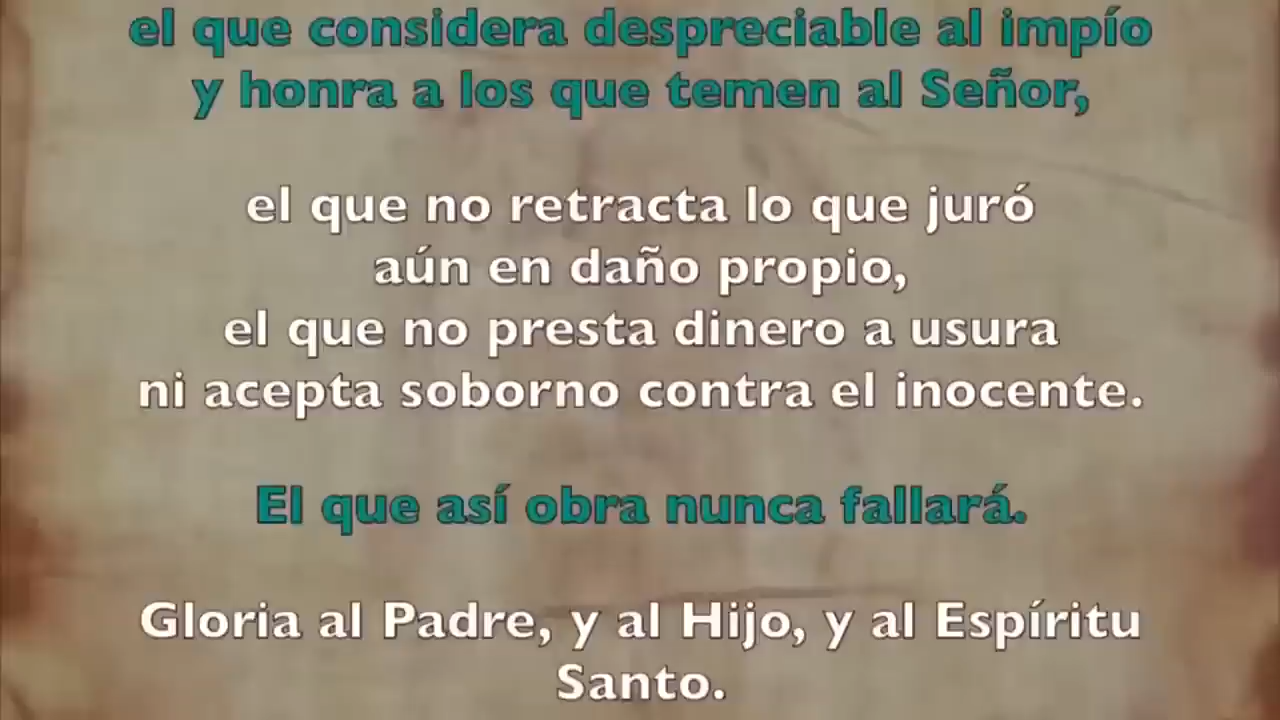 el que considera despreciable al impío
y honra a los que temen al Señor,
el que no retracta lo que juró
aún en daño propio,
el que no presta dinero a usura
ni acepta soborno contra el inocente.
El que así obra nunca fallará.
Gloria al Padre, y al Hijo, y al Espíritu
Santo.